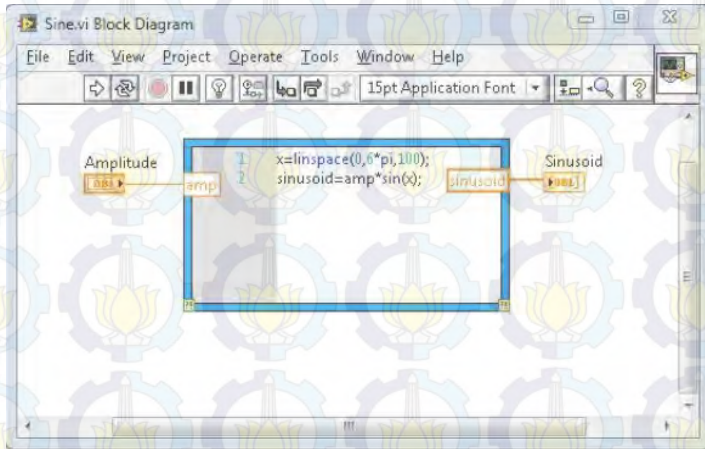 Sine.vi Block Diagram
File Edit View Project Operate Tools Window Help
15pt Application Font
Amplitude
DBL
amp
1 x=linspace(0,6*pi,100);
2 sinusoid=amp*sin(x);
sinusoid
Sinusoid